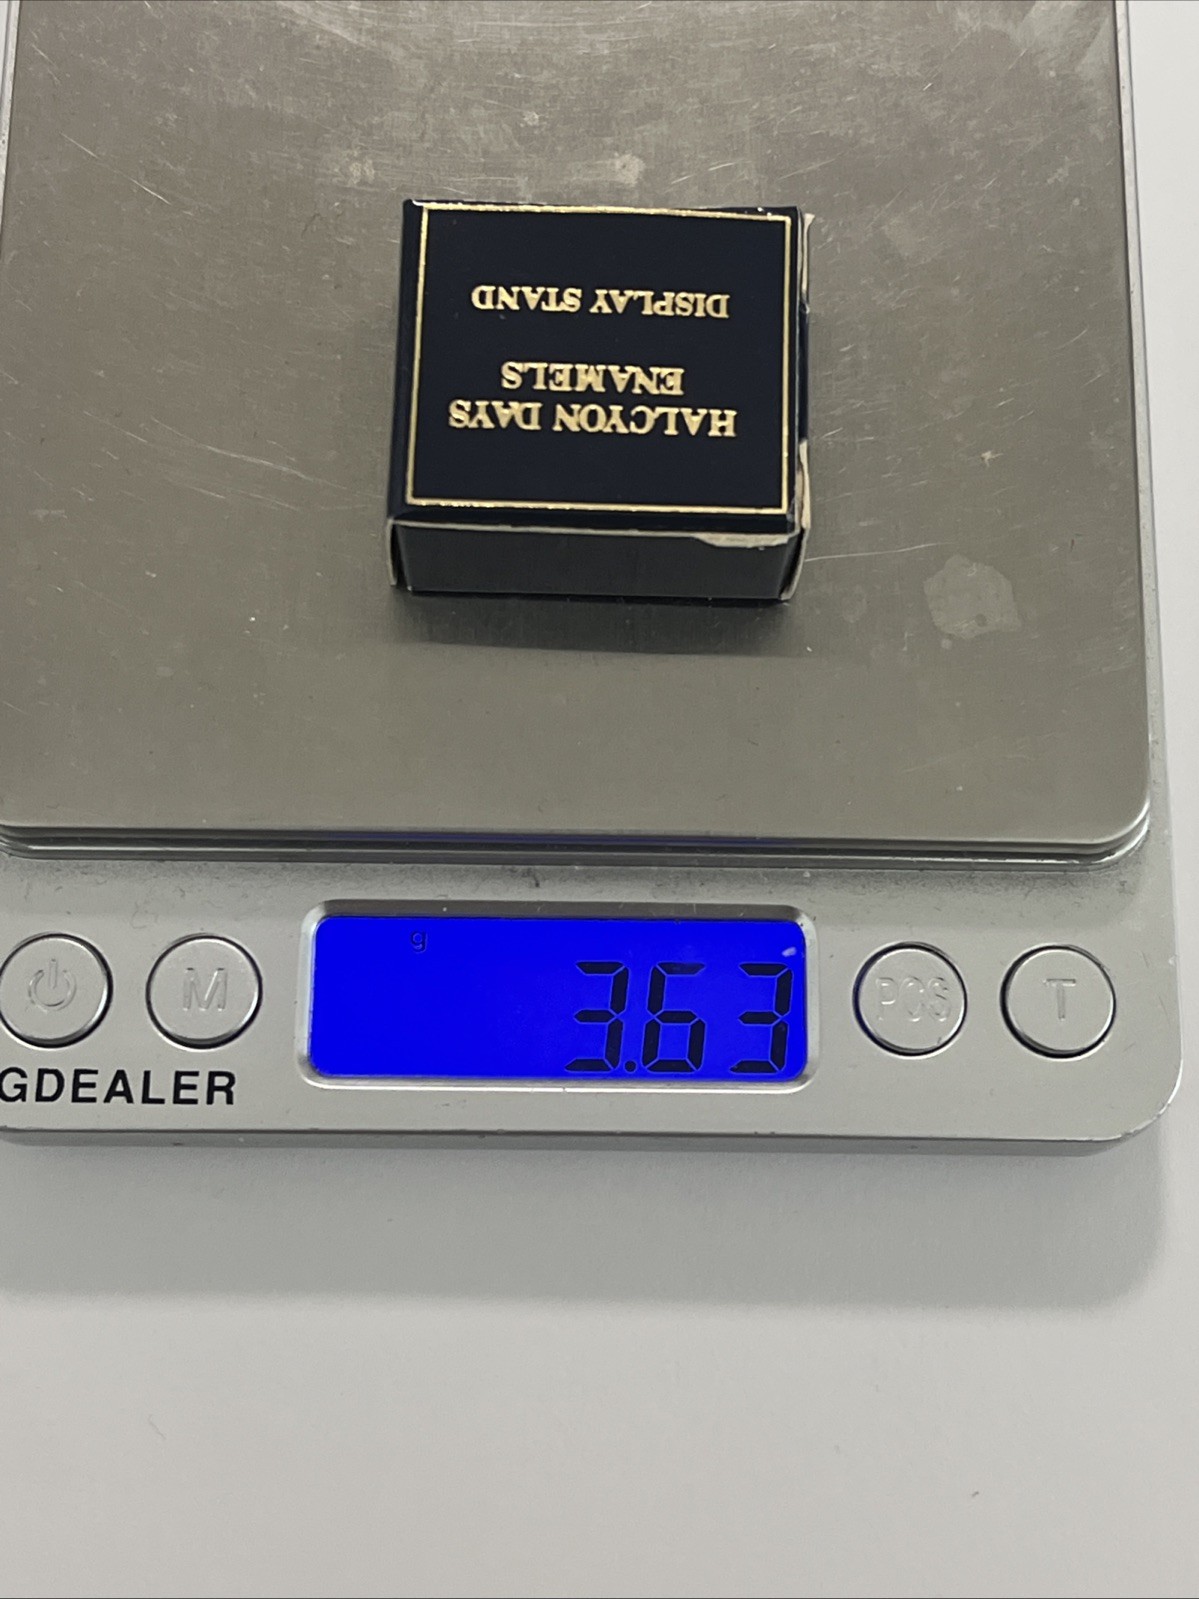 HALCYON DAYS
ENAMELS
DISPLAY STAND
g
3.63
M
PCS
T
GDEALER